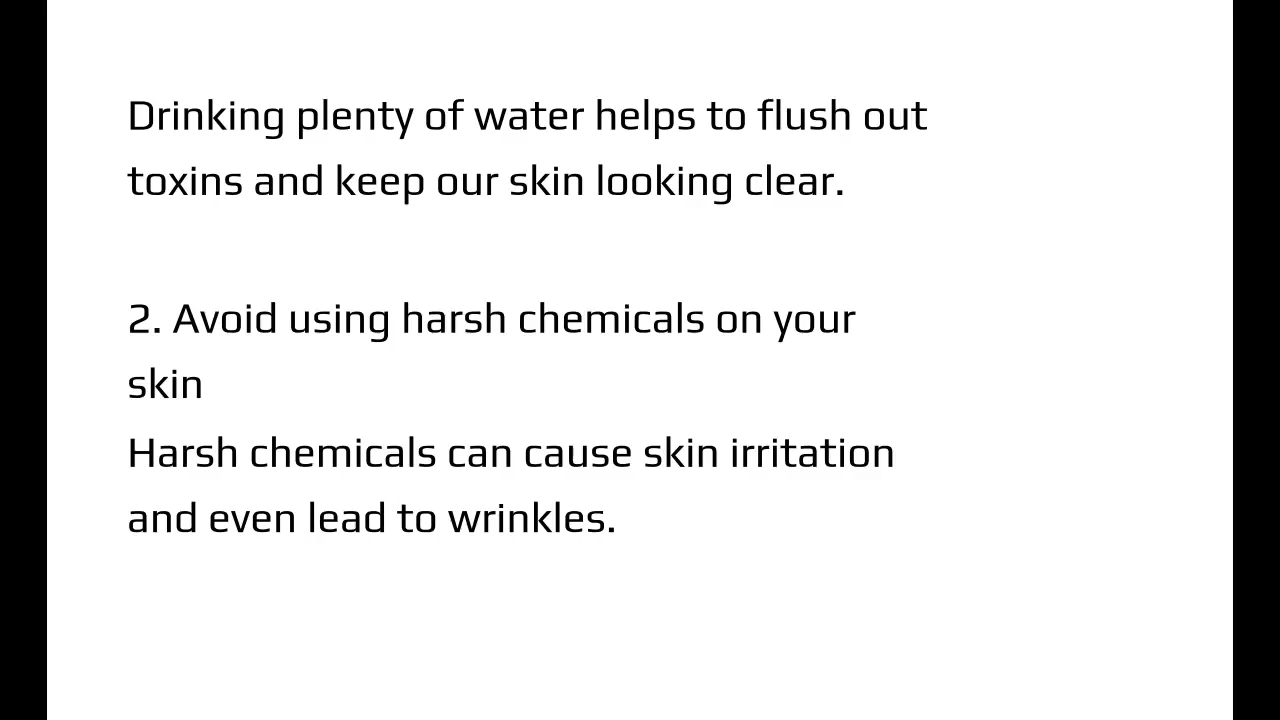 Drinking plenty of water helps to flush out
toxins and keep our skin looking clear.
2. Avoid using harsh chemicals on your
skin
Harsh chemicals can cause skin irritation
and even lead to wrinkles.